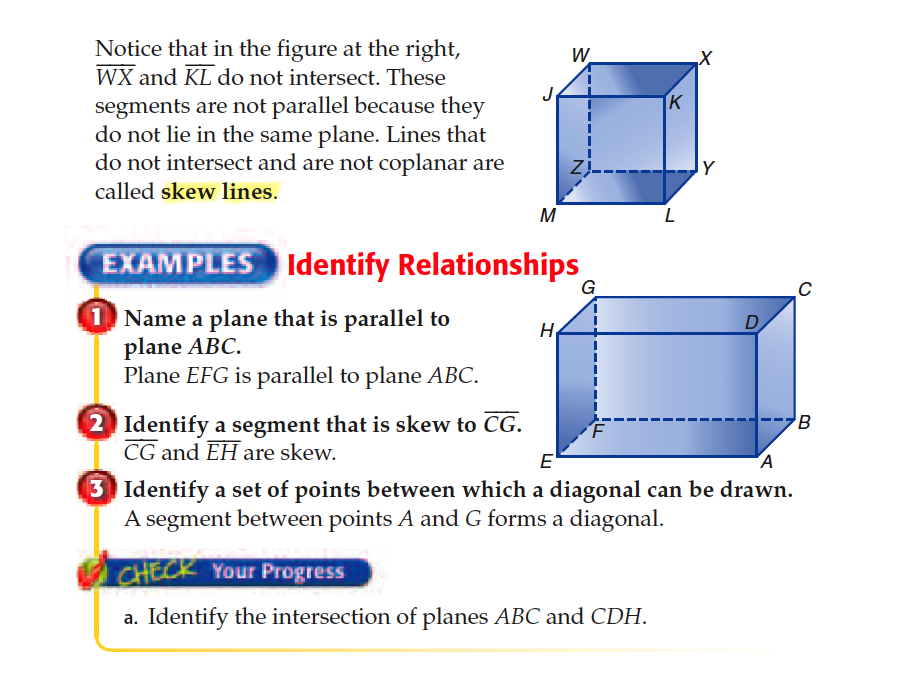 Notice that in the figure at the right,
WX and KL do not intersect. These
segments are not parallel because they
do not lie in the same plane. Lines that
do not intersect and are not coplanar are
called skew lines.
W
X
J
K
Z
Y
M
L
EXAMPLES Identify Relationships
1 Name a plane that is parallel to
plane ABC.
Plane EFG is parallel to plane ABC.
2 Identify a segment that is skew to CG.
CG and EH are skew.
G
C
H
D
F
B
E
A
3 Identify a set of points between which a diagonal can be drawn.
A segment between points A and G forms a diagonal.
CHECK Your Progress
a. Identify the intersection of planes ABC and CDH.